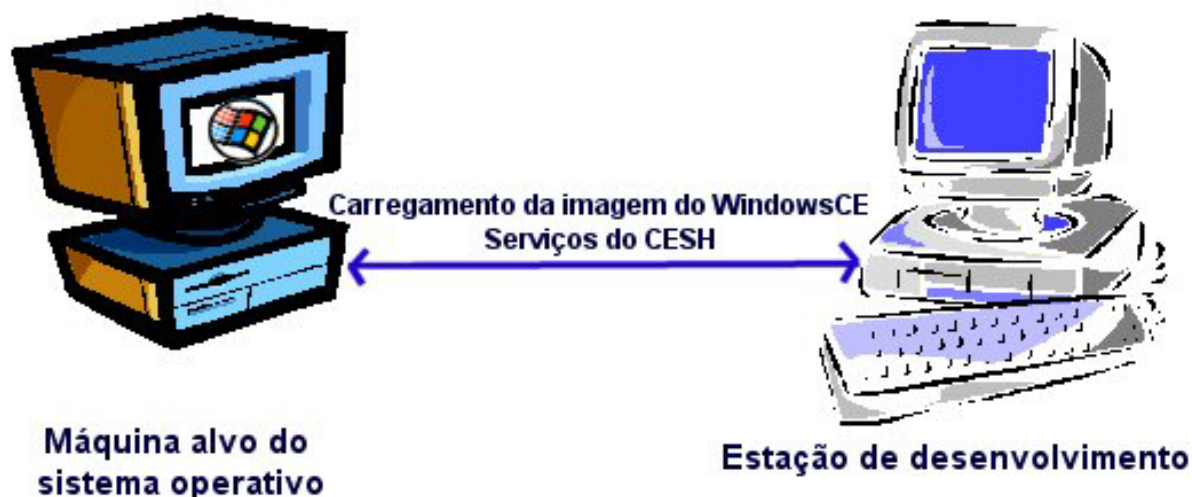 Carregamento da imagem do WindowsCE
Serviços do CESH
Máquina alvo do
sistema operativo
Estação de desenvolvimento